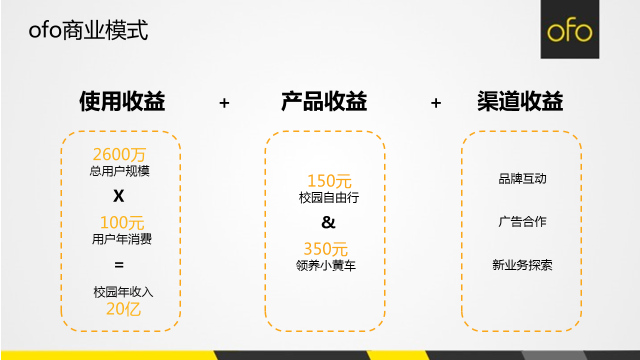 ofo商业模式
ofo
使用收益 + 产品收益 + 渠道收益
2600万
总用户规模
X
100元
用户年消费
=
校园年收入
20亿
150元
校园自由行
&
350元
领养小黄车
品牌互动
广告合作
新业务探索